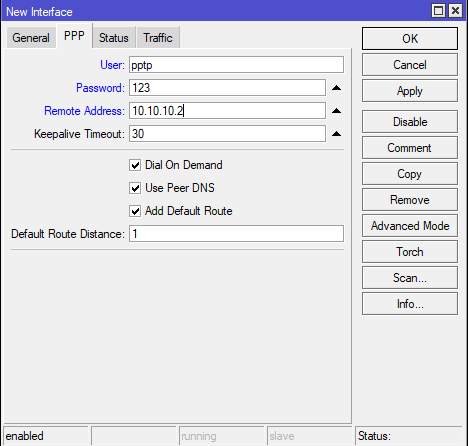 New Interface
General PPP Status Traffic
User: pptp
Password: 123
Remote Address: 10.10.10.2
Keepalive Timeout: 30
Dial On Demand
Use Peer DNS
Add Default Route
Default Route Distance: 1
OK
Cancel
Apply
Disable
Comment
Copy
Remove
Advanced Mode
Torch
Scan...
Info...
enabled running slave Status: